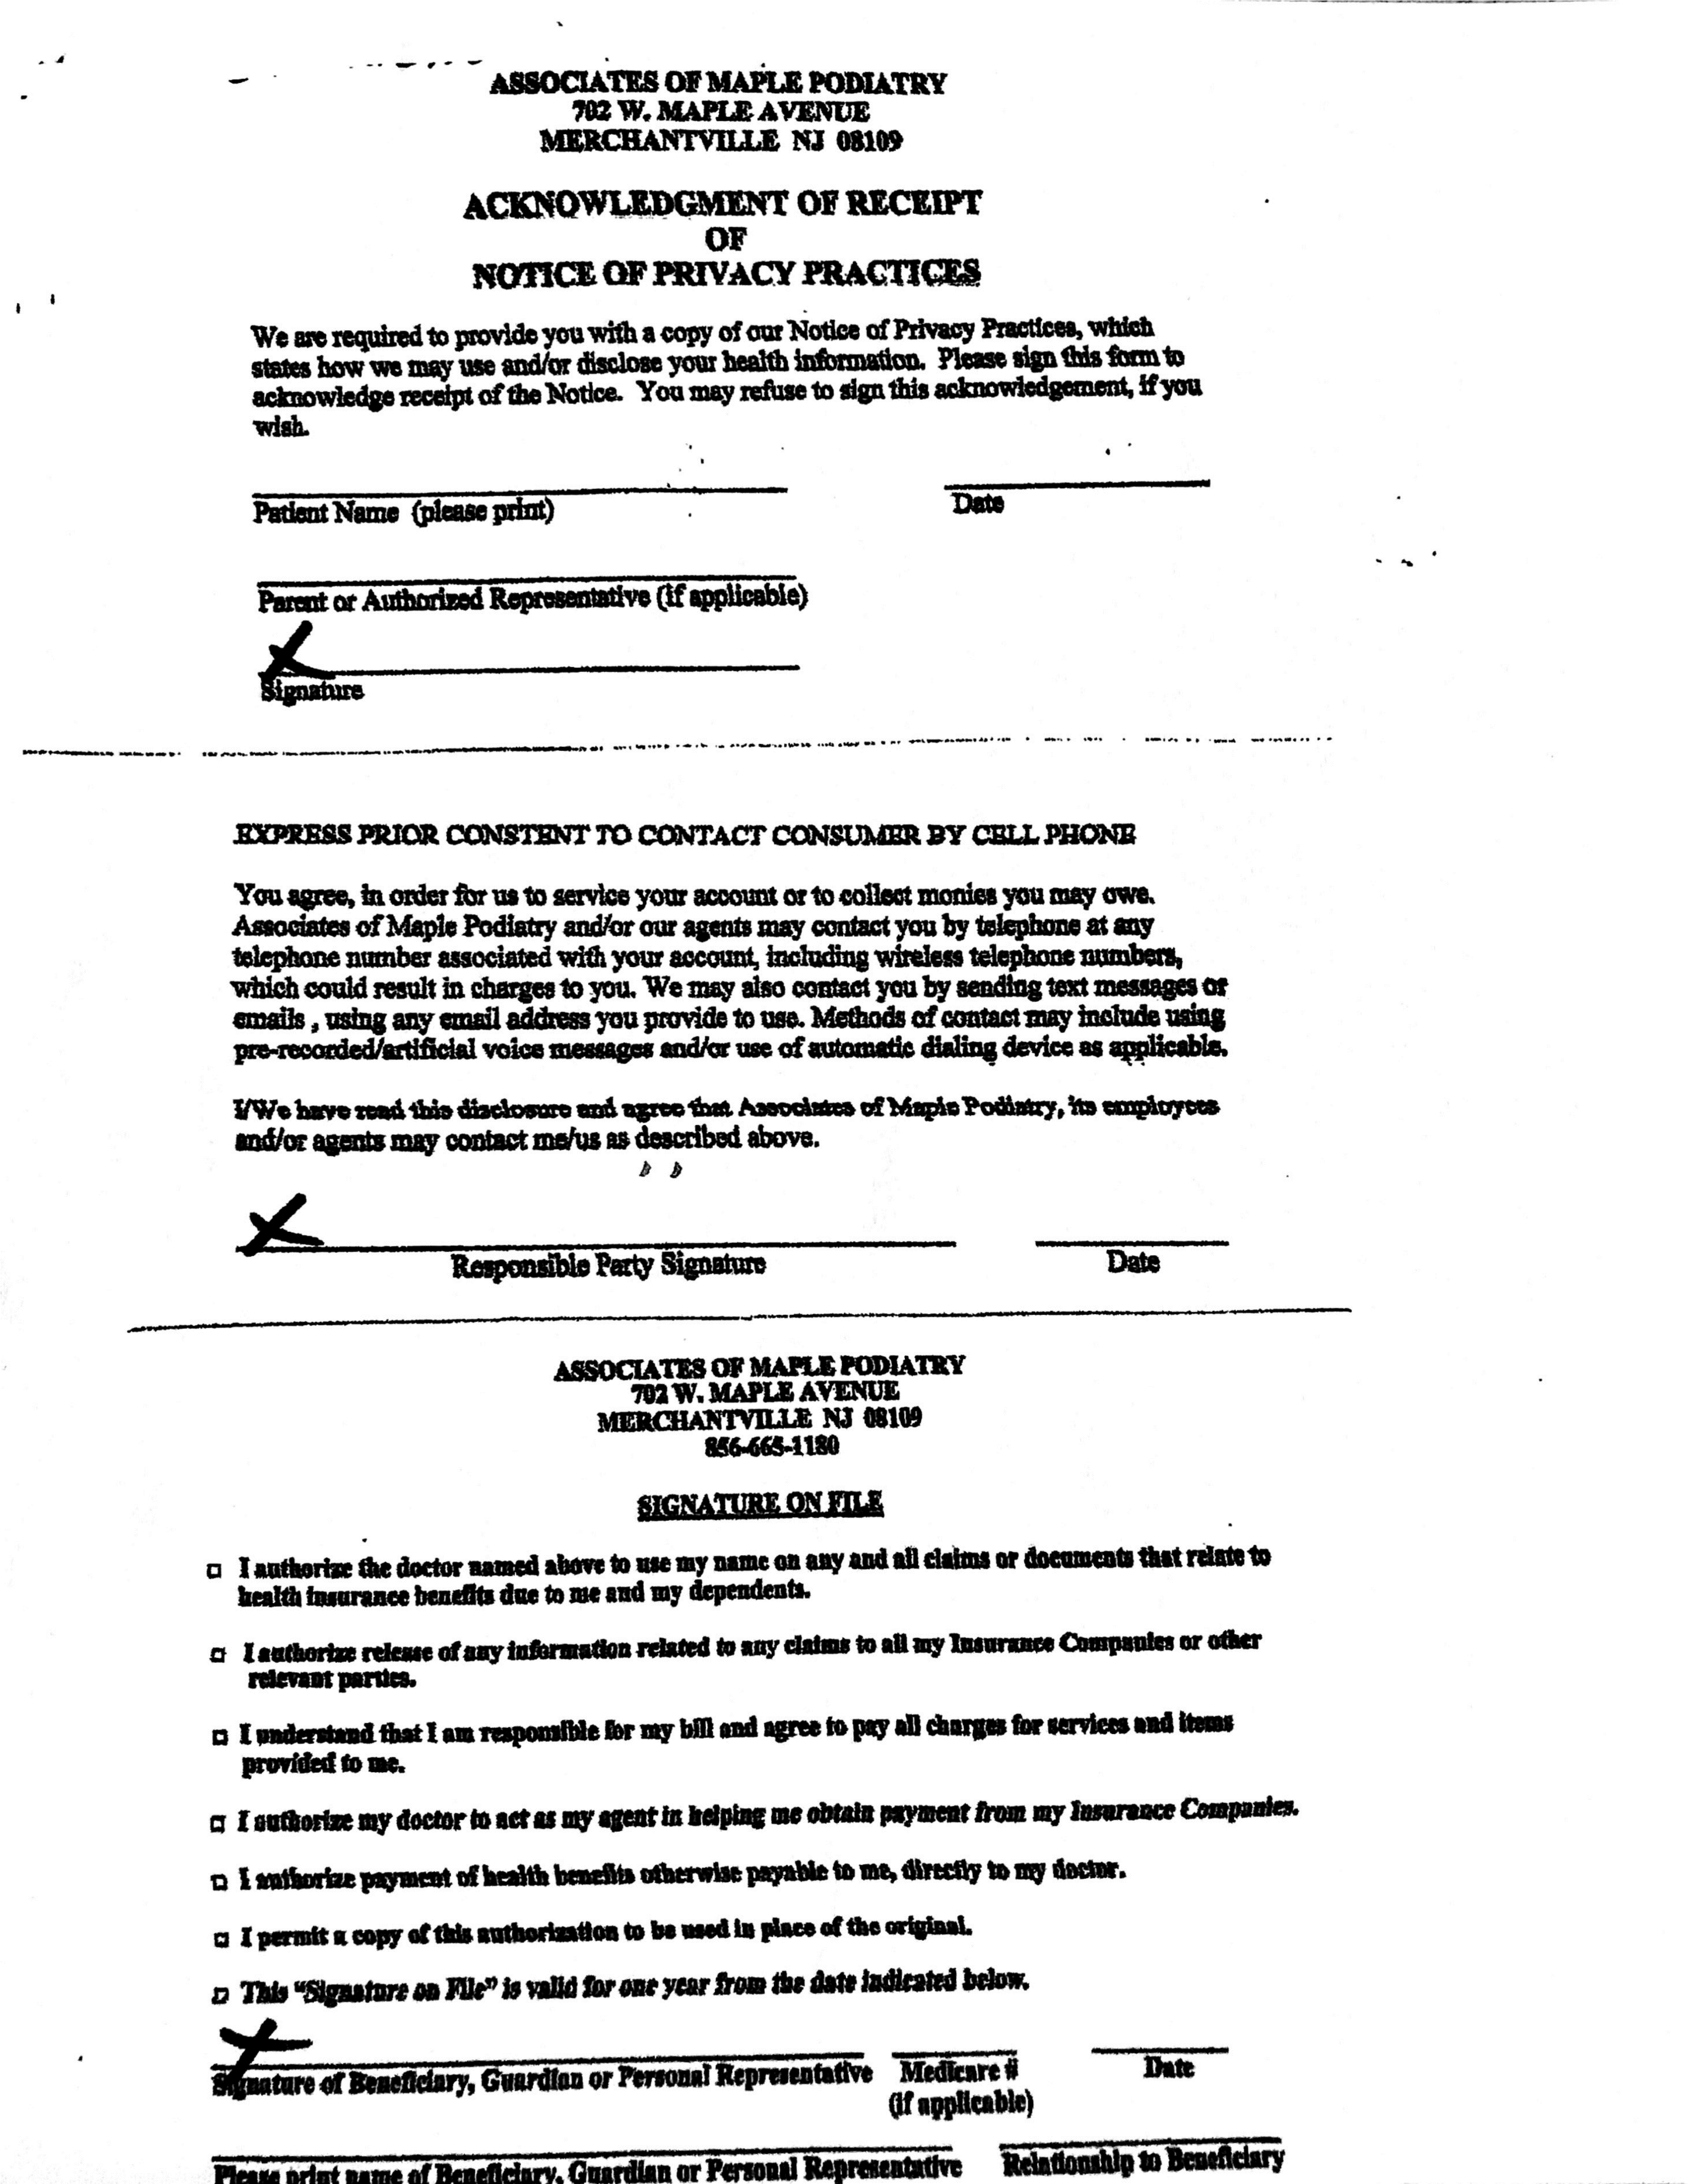 ASSOCIATES OF MAPLE PODIATRY
702 W. MAPLE AVENUE
MERCHANTVILLE NJ 08109
ACKNOWLEDGMENT OF RECEIPT
OF
NOTICE OF PRIVACY PRACTICES
We are required to provide you with a copy of our Notice of Privacy Practices, which
states how we may use and/or disclose your health information. Please sign this form to
acknowledge receipt of the Notice. You may refuse to sign this acknowledgement, if you
wish.
Patient Name (please print) Date
Parent or Authorized Representative (if applicable)
X
Signature
EXPRESS PRIOR CONSTENT TO CONTACT CONSUMER BY CELL PHONE
You agree, in order for us to service your account or to collect monies you may owe.
Associates of Maple Podiatry and/or our agents may contact you by telephone at any
telephone number associated with your account, including wireless telephone numbers,
which could result in charges to you. We may also contact you by sending text messages or
emails , using any email address you provide to use. Methods of contact may include using
pre-recorded/artificial voice messages and/or use of automatic dialing device as applicable.
I/We have read this disclosure and agree that Associates of Maple Podiatry, its employees
and/or agents may contact me/us as described above.
X
Responsible Party Signature Date
ASSOCIATES OF MAPLE PODIATRY
702 W. MAPLE AVENUE
MERCHANTVILLE NJ 08109
856-665-1180
SIGNATURE ON FILE
□ I authorize the doctor named above to use my name on any and all claims or documents that relate to
health insurance benefits due to me and my dependents.
□ I authorize release of any information related to any claims to all my Insurance Companies or other
relevant parties.
□ I understand that I am responsible for my bill and agree to pay all charges for services and items
provided to me.
□ I authorize my doctor to act as my agent in helping me obtain payment from my Insurance Companies.
□ I authorize payment of health benefits otherwise payable to me, directly to my doctor.
□ I permit a copy of this authorization to be used in place of the original.
□ This “Signature on File” is valid for one year from the date indicated below.
X
Signature of Beneficiary, Guardian or Personal Representative Medicare # Date
(if applicable)
Please print name of Beneficiary, Guardian or Personal Representative Relationship to Beneficiary